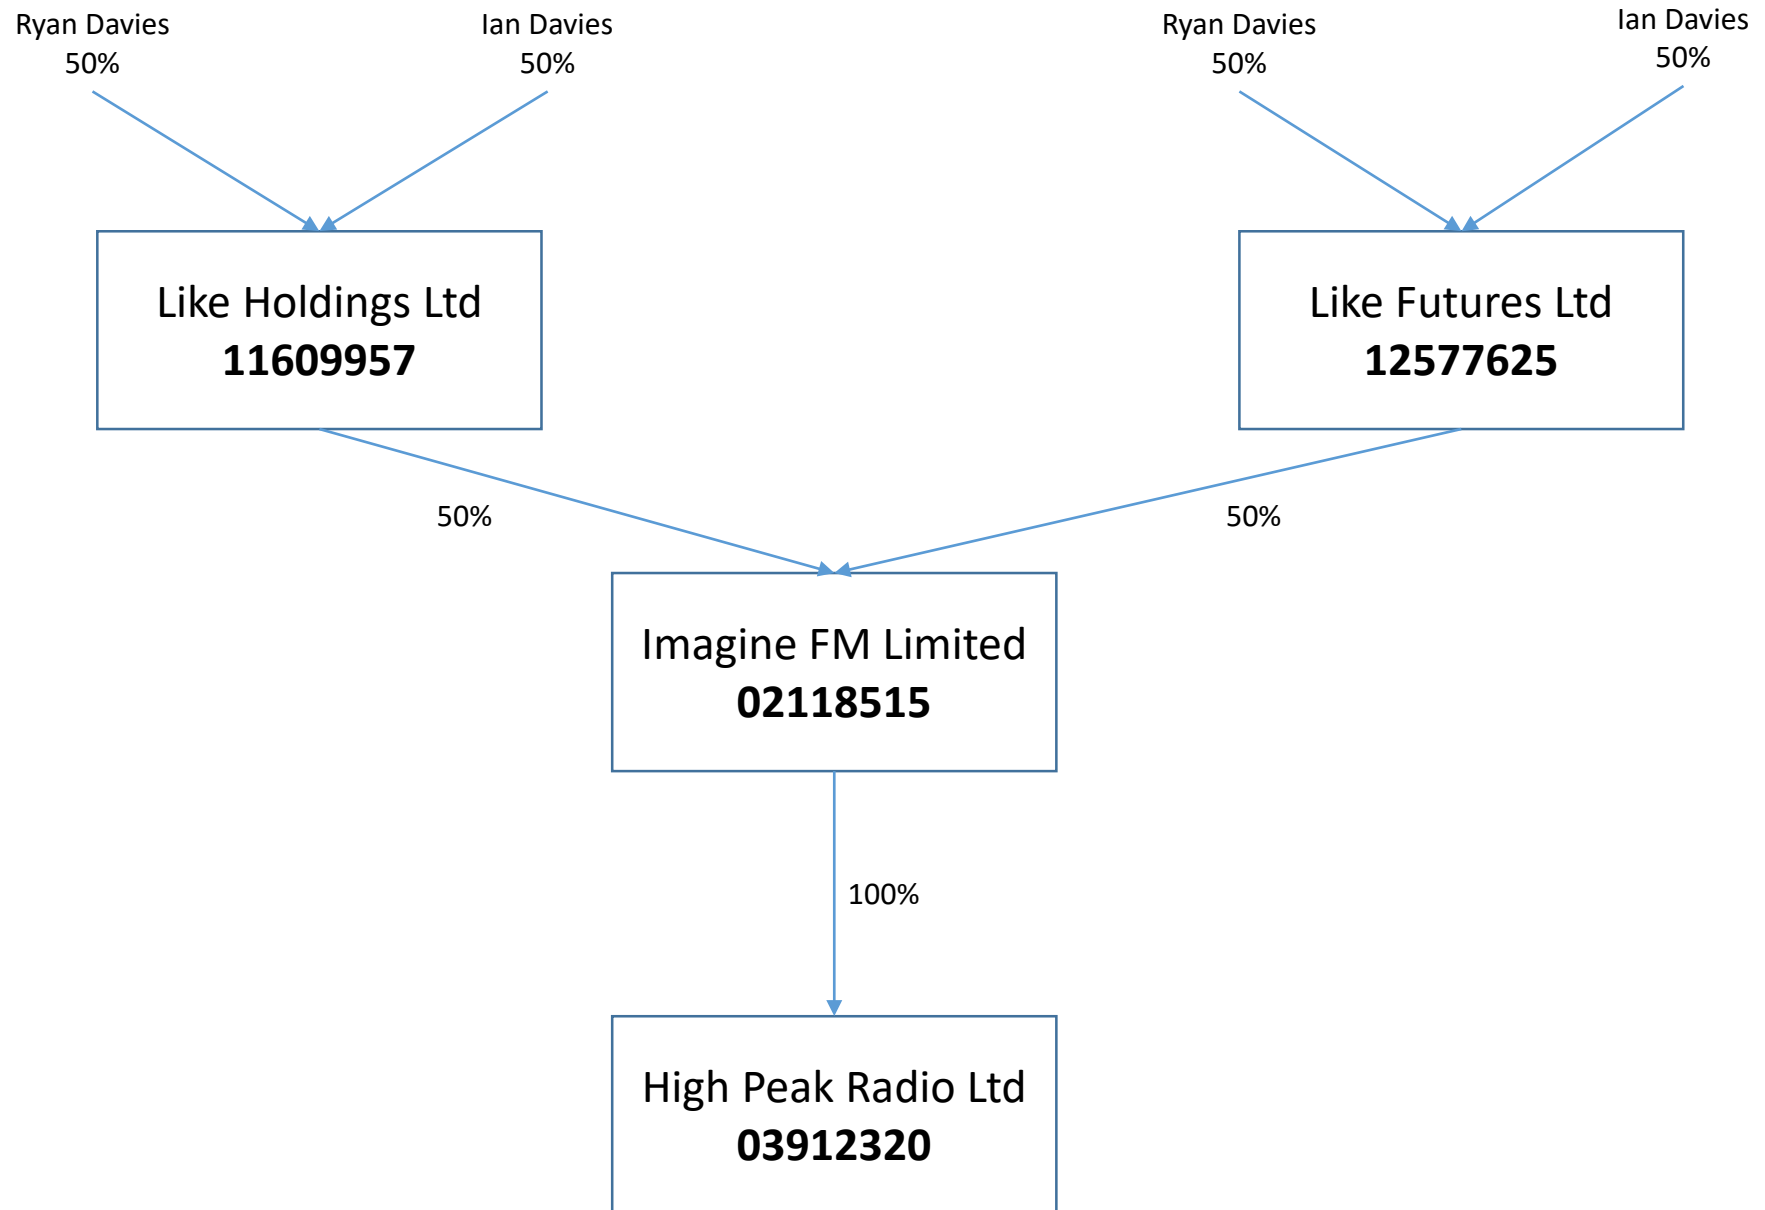 Ryan Davies
50%
Ian Davies
50%
Ryan Davies
50%
Ian Davies
50%
Like Holdings Ltd
11609957
Like Futures Ltd
12577625
50%
50%
Imagine FM Limited
02118515
100%
High Peak Radio Ltd
03912320